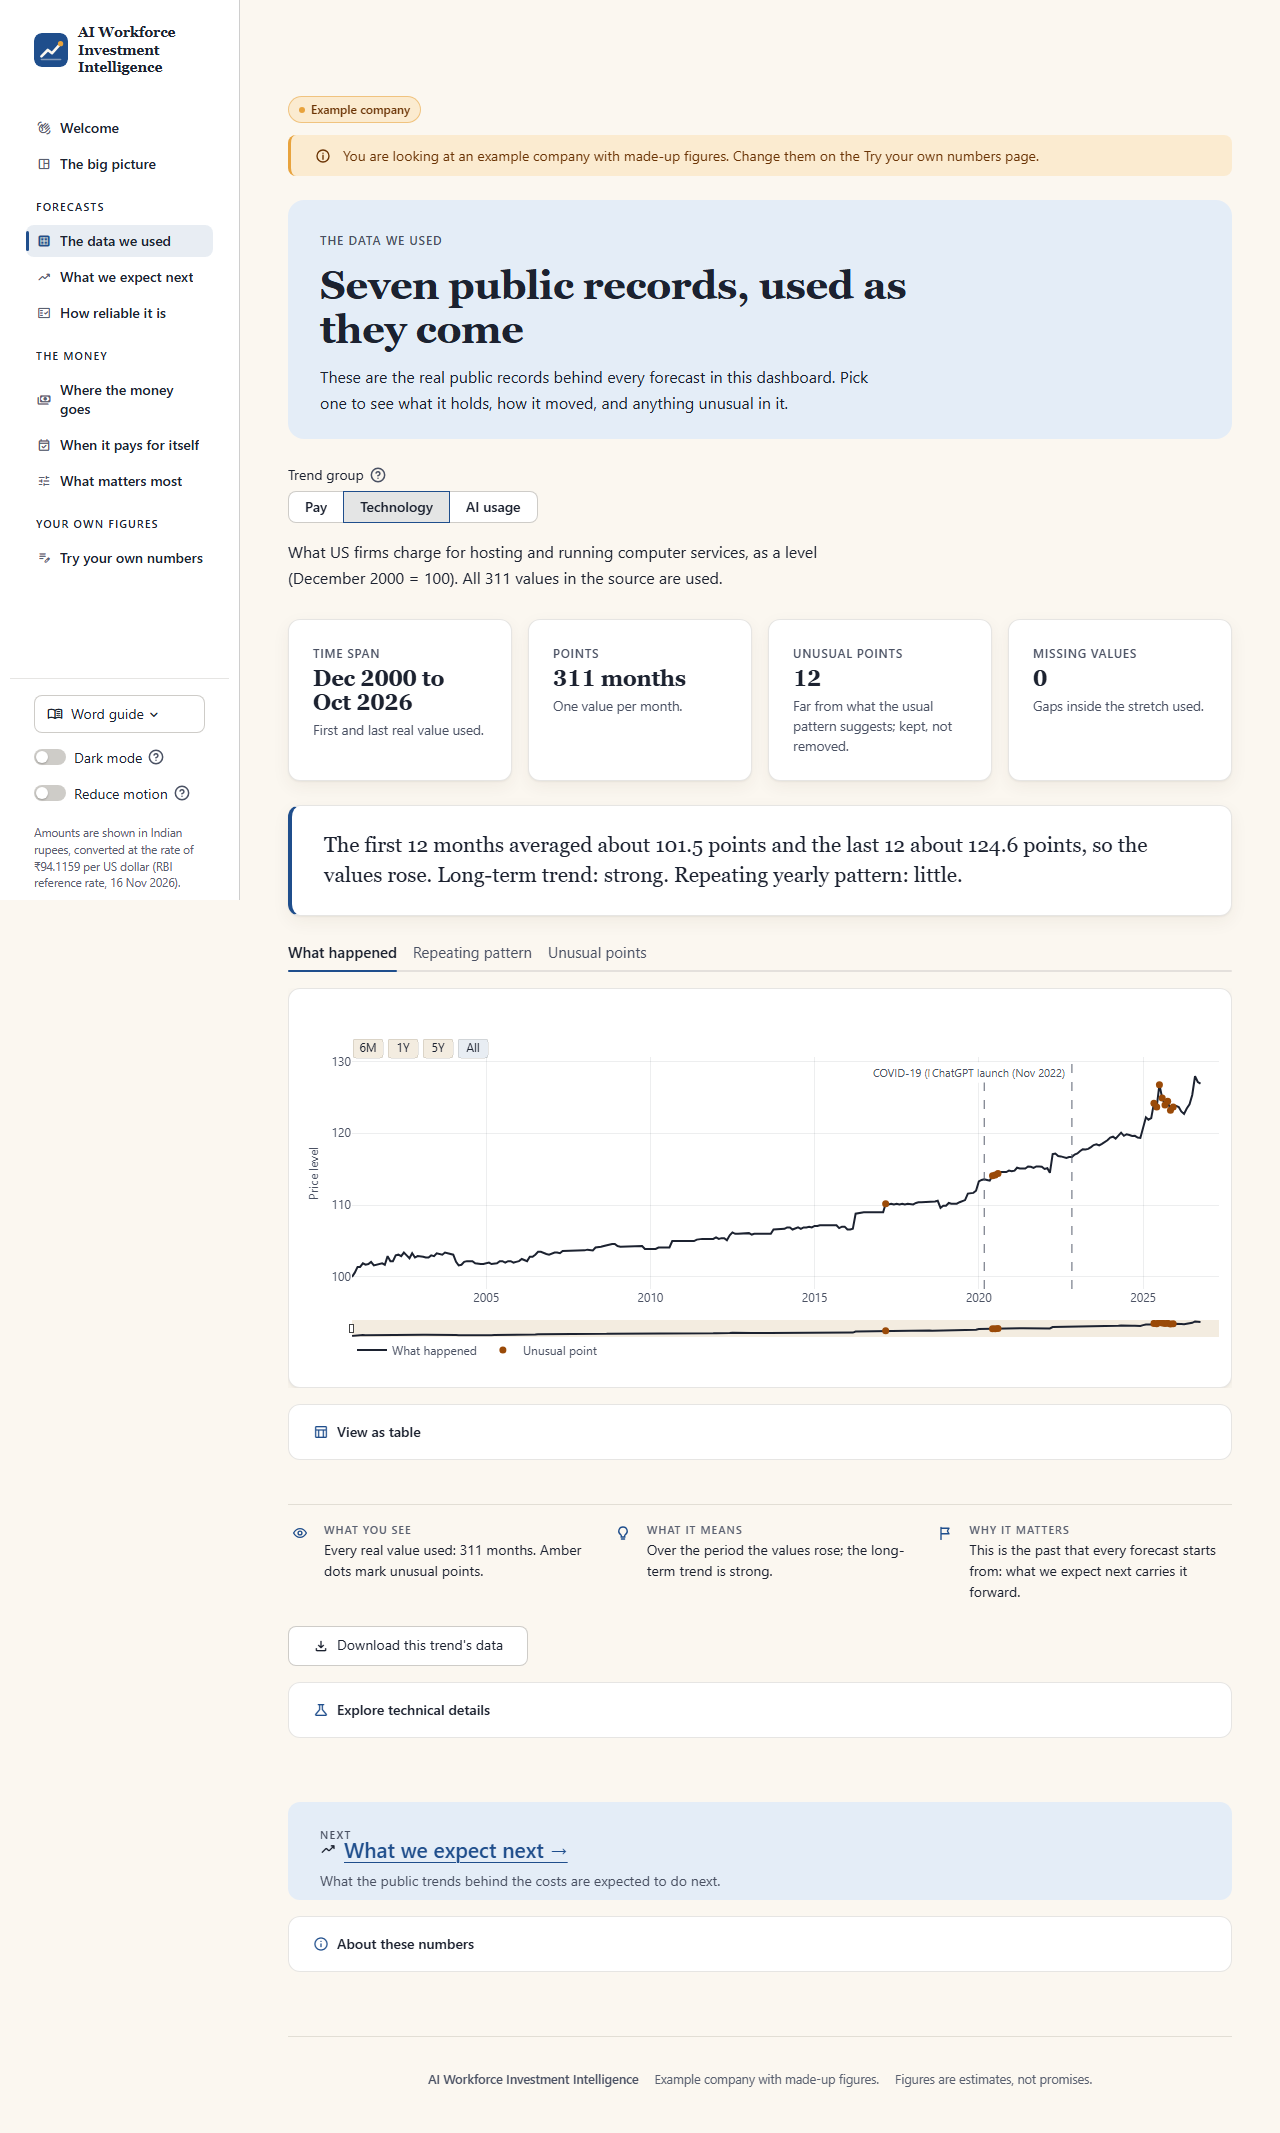 AI Workforce
Investment
Intelligence
Welcome
The big picture
FORECASTS
The data we used
What we expect next
How reliable it is
THE MONEY
Where the money
goes
When it pays for itself
What matters most
YOUR OWN FIGURES
Try your own numbers
Word guide
Dark mode
Reduce motion
Amounts are shown in Indian
rupees, converted at the rate of
₹94.1159 per US dollar (RBI
reference rate, 16 Nov 2026).
Example company
You are looking at an example company with made-up figures. Change them on the Try your own numbers page.
THE DATA WE USED
Seven public records, used as
they come
These are the real public records behind every forecast in this dashboard. Pick
one to see what it holds, how it moved, and anything unusual in it.
Trend group
Pay Technology AI usage
What US firms charge for hosting and running computer services, as a level
(December 2000 = 100). All 311 values in the source are used.
TIME SPAN
Dec 2000 to
Oct 2026
First and last real value used.
POINTS
311 months
One value per month.
UNUSUAL POINTS
12
Far from what the usual
pattern suggests; kept, not
removed.
MISSING VALUES
0
Gaps inside the stretch used.
The first 12 months averaged about 101.5 points and the last 12 about 124.6 points, so the
values rose. Long-term trend: strong. Repeating yearly pattern: little.
What happened Repeating pattern Unusual points
6M 1Y 5Y All
130
COVID-19 ( ChatGPT launch (Nov 2022)
120
Price level
110
100
2005 2010 2015 2020 2025
What happened Unusual point
View as table
WHAT YOU SEE
Every real value used: 311 months. Amber
dots mark unusual points.
WHAT IT MEANS
Over the period the values rose; the long-
term trend is strong.
WHY IT MATTERS
This is the past that every forecast starts
from: what we expect next carries it
forward.
Download this trend's data
Explore technical details
NEXT
What we expect next →
What the public trends behind the costs are expected to do next.
About these numbers
AI Workforce Investment Intelligence Example company with made-up figures. Figures are estimates, not promises.